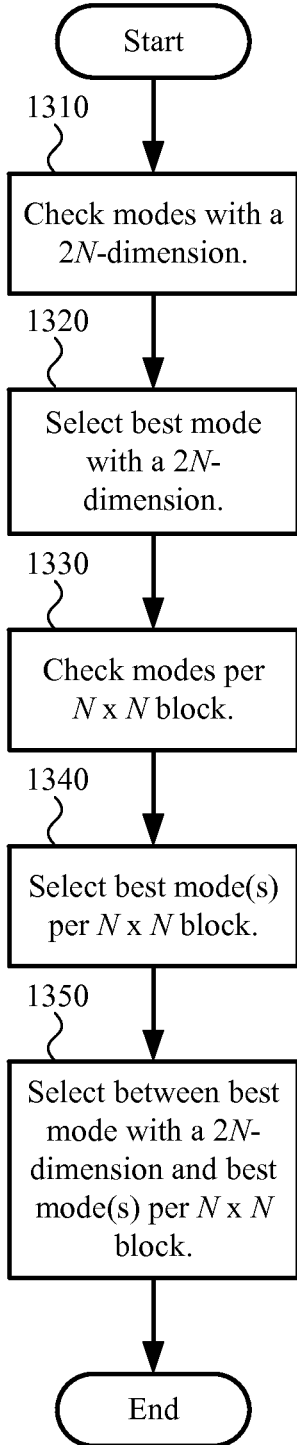 Start
1310
Check modes with a
2N-dimension.
1320
Select best mode
with a 2N-
dimension.
1330
Check modes per
N x N block.
1340
Select best mode(s)
per N x N block.
1350
Select between best
mode with a 2N-
dimension and best
mode(s) per N x N
block.
End